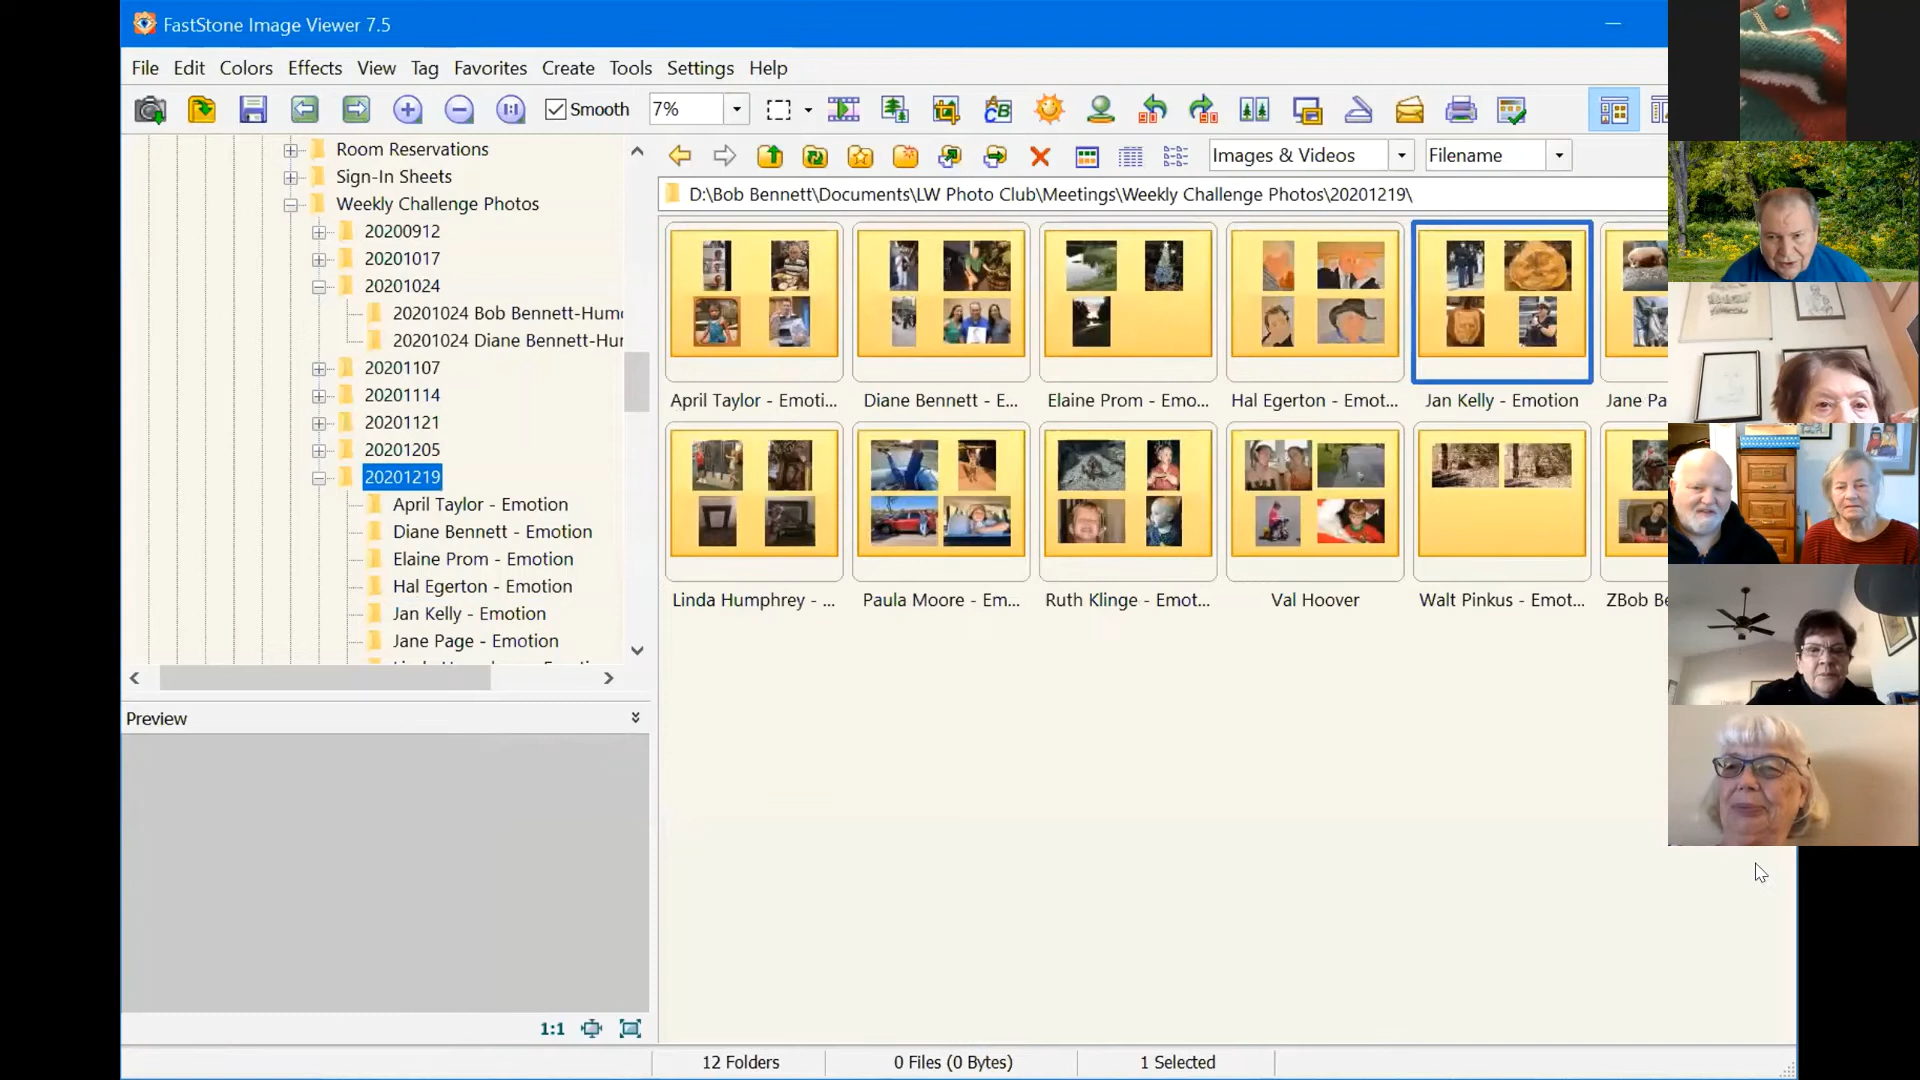 FastStone Image Viewer 7.5
File Edit Colors Effects View Tag Favorites Create Tools Settings Help
Smooth 7%
Images & Videos Filename
D:\Bob Bennett\Documents\LW Photo Club\Meetings\Weekly Challenge Photos\20201219\
Room Reservations
Sign-In Sheets
Weekly Challenge Photos
20200912
20201017
20201024
20201024 Bob Bennett-Hum
20201024 Diane Bennett-Hur
20201107
20201114
20201121
20201205
20201219
April Taylor - Emotion
Diane Bennett - Emotion
Elaine Prom - Emotion
Hal Egerton - Emotion
Jan Kelly - Emotion
Jane Page - Emotion
April Taylor - Emoti... Diane Bennett - E... Elaine Prom - Emo... Hal Egerton - Emot... Jan Kelly - Emotion Jane Pa
Linda Humphrey - ... Paula Moore - Em... Ruth Klinge - Emot... Val Hoover Walt Pinkus - Emot... ZBob Be
Preview
1:1
12 Folders 0 Files (0 Bytes) 1 Selected